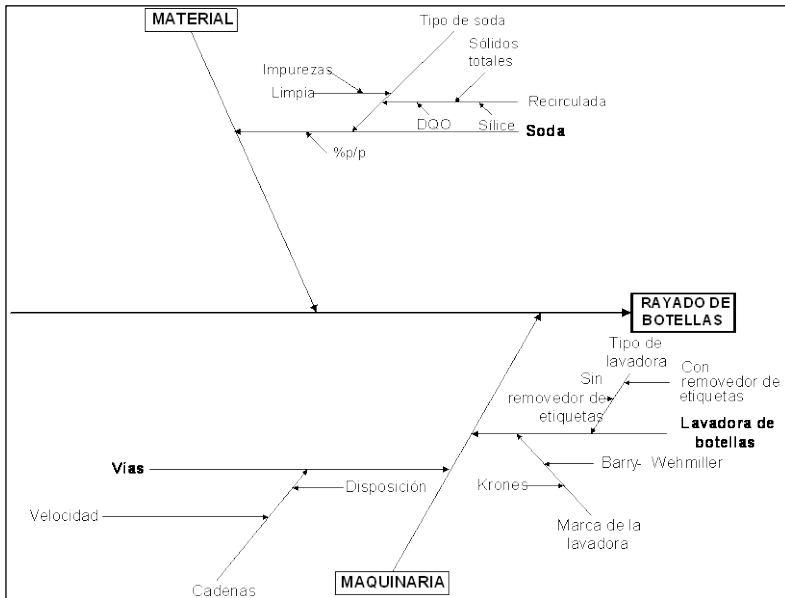 MATERIAL
Tipo de soda
Sólidos
totales
Impurezas
Limpia
Recirculada
DQO
Sílice
Soda
%p/p
RAYADO DE
BOTELLAS
Tipo de
lavadora
Con
removedor de
etiquetas
Sin
removedor de
etiquetas
Lavadora de
botellas
Vías
Barry- Wehmiller
Disposición
Krones
Velocidad
Marca de la
lavadora
Cadenas
MAQUINARIA